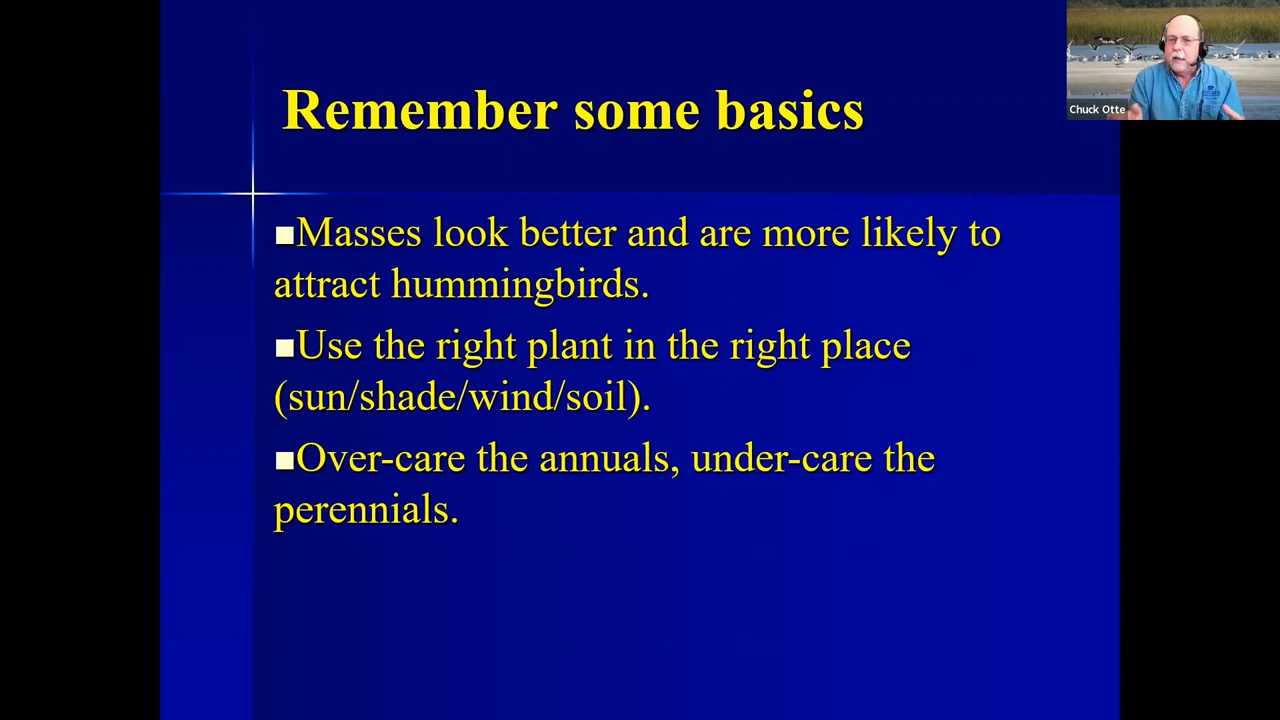 Remember some basics
Chuck Otte
■Masses look better and are more likely to
attract hummingbirds.
■Use the right plant in the right place
(sun/shade/wind/soil).
■Over-care the annuals, under-care the
perennials.